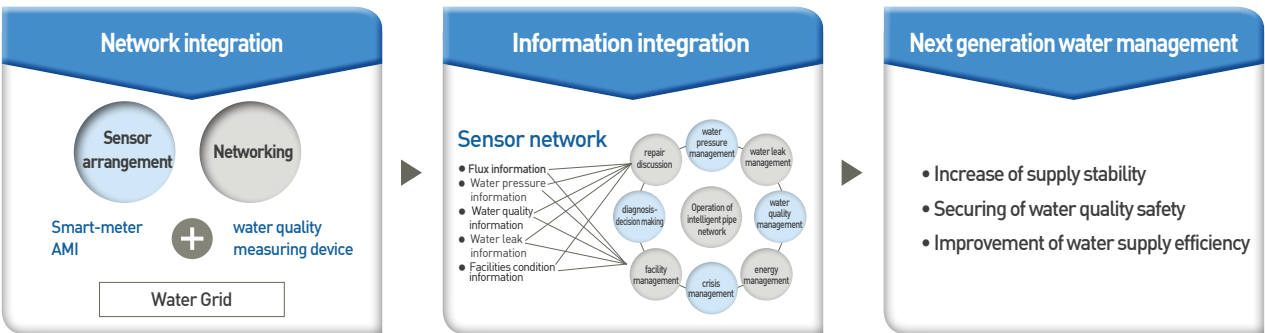 Network integration
Sensor
arrangement
Networking
Smart-meter
AMI
water quality
measuring device
Water Grid
Information integration
Sensor network
• Flux information
• Water pressure
information
• Water quality
information
• Water leak
information
• Facilities condition
information
repair
discussion
water
pressure
management
water leak
management
diagnosis-
decision making
Operation of
intelligent pipe
network
water
quality
management
facility
management
crisis
management
energy
management
Next generation water management
• Increase of supply stability
• Securing of water quality safety
• Improvement of water supply efficiency